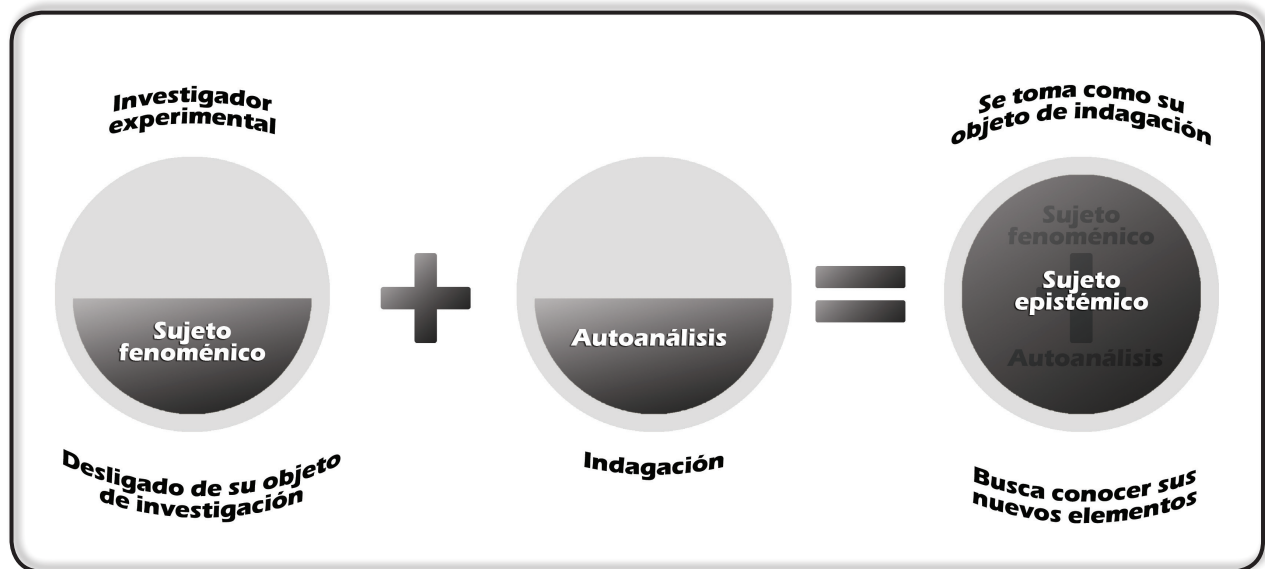 Investigador
experimental
Sujeto
fenoménico
Desligado de su objeto
de investigación
Autoanálisis
Indagación
Se toma como su
objeto de indagación
Sujeto
fenoménico
Sujeto
epistémico
Autoanálisis
Busca conocer sus
nuevos elementos